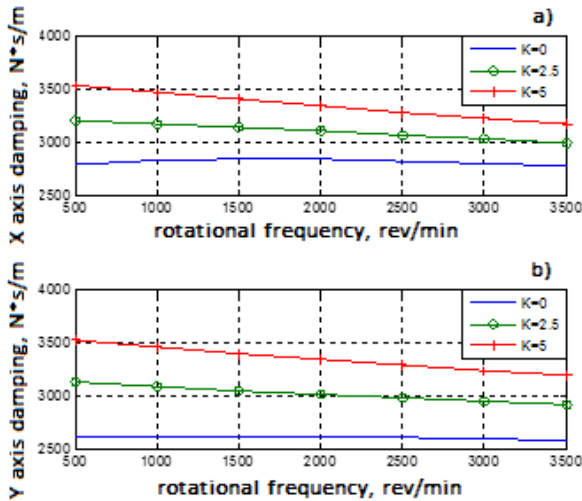 a)
X axis damping, N*s/m
4000
3500
3000
2500
K=0
K=2.5
K=5
500 1000 1500 2000 2500 3000 3500
rotational frequency, rev/min
b)
Y axis damping, N*s/m
4000
3500
3000
2500
K=0
K=2.5
K=5
500 1000 1500 2000 2500 3000 3500
rotational frequency, rev/min